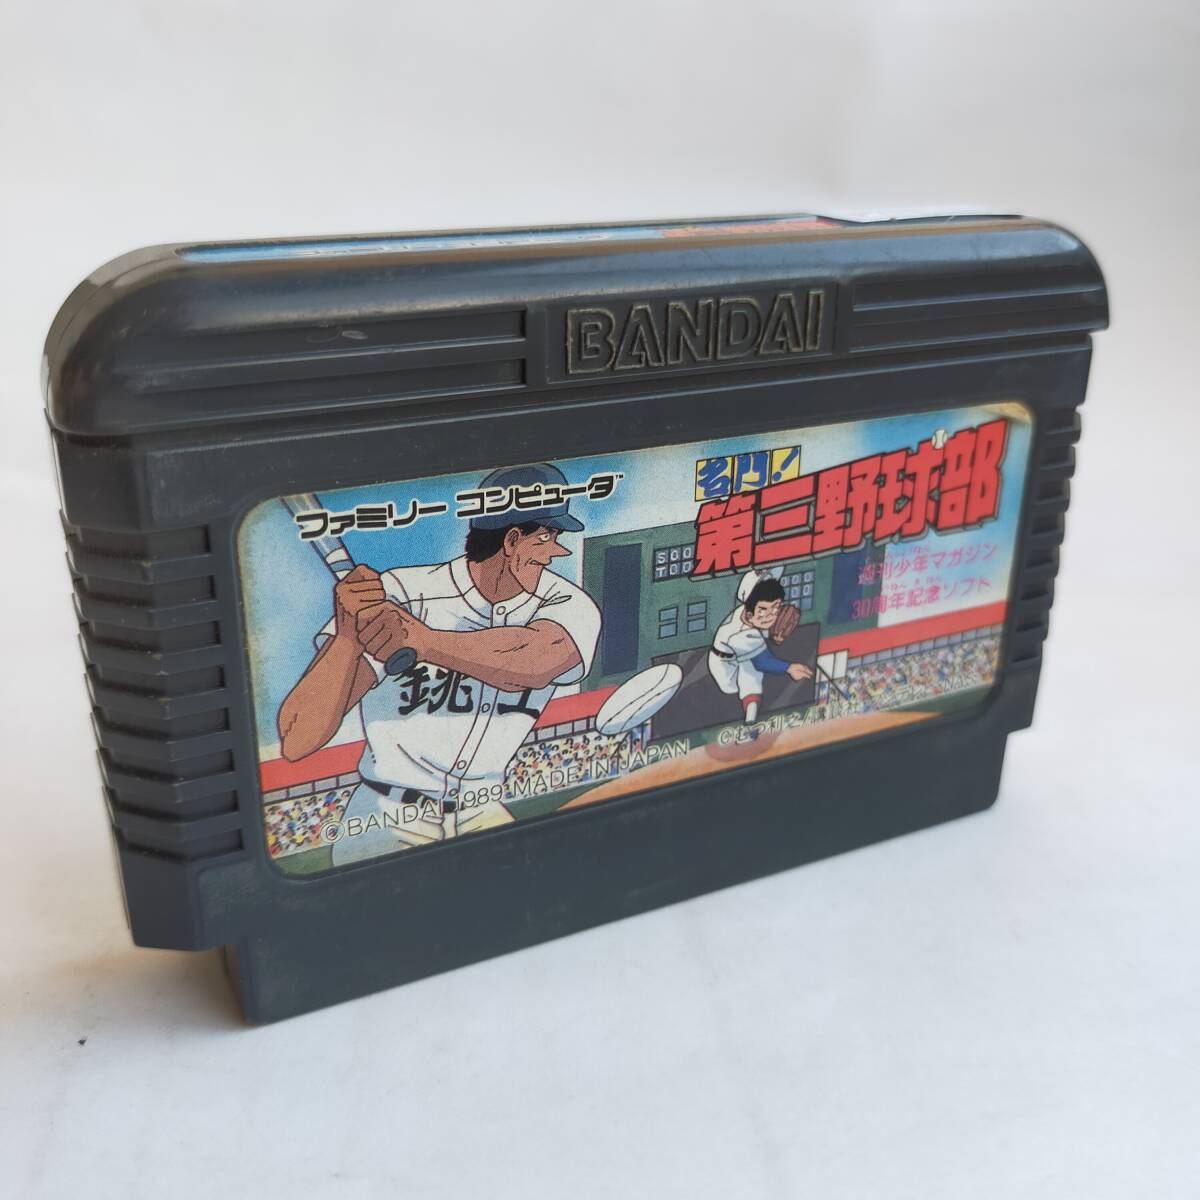 BANDAI
ファミリー コンピュータ™
名門!
第三野球部
週刊少年マガジン
30周年記念ソフト
銚
©むつ利之/講談社
©BANDAI 1989 MADE IN JAPAN